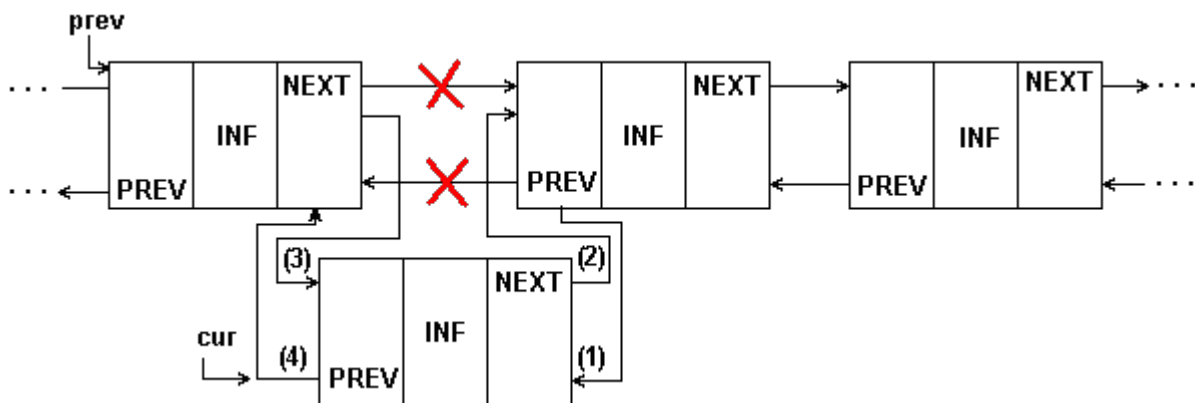 prev
NEXT
NEXT
NEXT
. . .
. . .
INF
INF
INF
. . .
PREV
PREV
PREV
. . .
(3)
(2)
NEXT
cur
INF
(4)
(1)
PREV